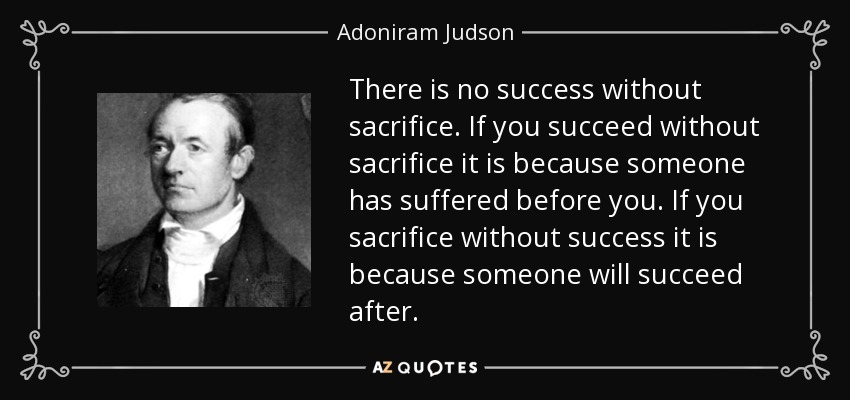 Adoniram Judson
There is no success without
sacrifice. If you succeed without
sacrifice it is because someone
has suffered before you. If you
sacrifice without success it is
because someone will succeed
after.
AZ QUOTES